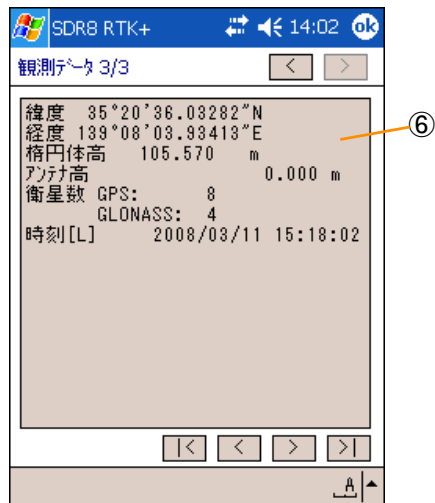 SDR8 RTK+ 14:02 ok
観測ﾃﾞｰﾀ 3/3 < >
緯度 35°20'36.03282"N
経度 139°08'03.93413"E
楕円体高 105.570 m
ｱﾝﾃﾅ高 0.000 m
衛星数 GPS: 8
GLONASS: 4
時刻[L] 2008/03/11 15:18:02
⑥
|< < > >|
A